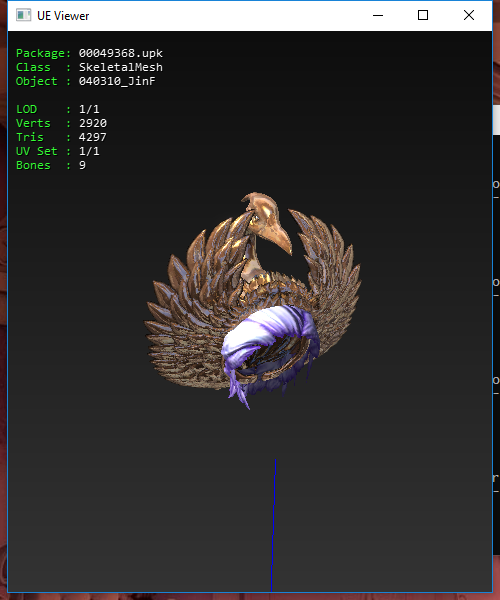 UE Viewer
Package: 00049368.upk
Class : SkeletalMesh
Object : 040310_JinF
LOD : 1/1
Verts : 2920
Tris : 4297
UV Set : 1/1
Bones : 9